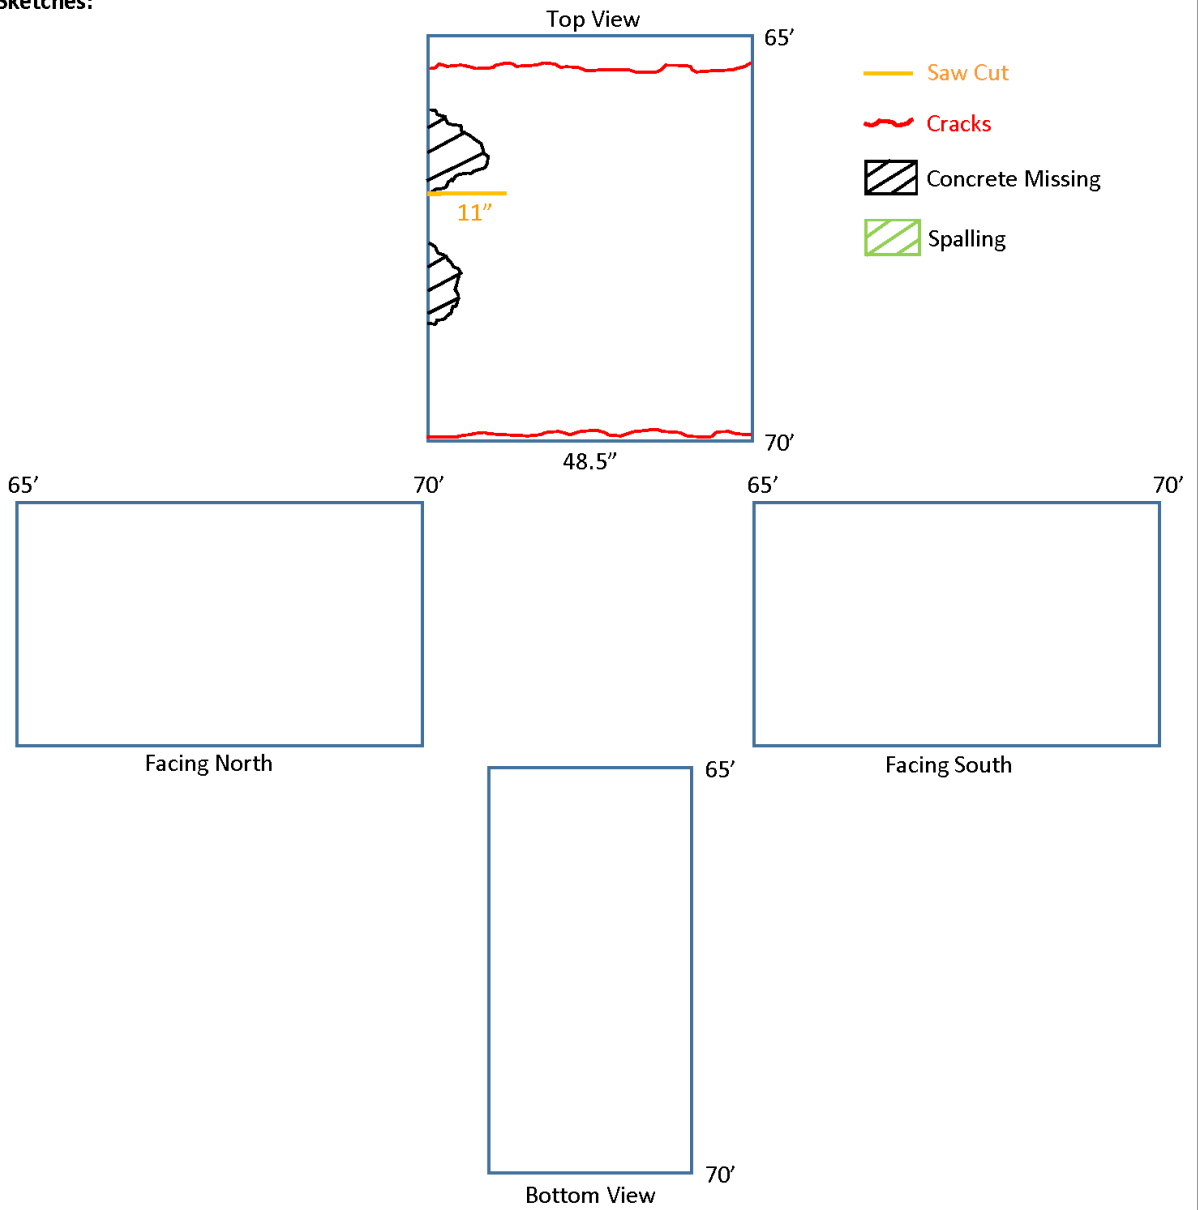 Sketches:
Top View
65’
Saw Cut
Cracks
Concrete Missing
11”
Spalling
70’
48.5”
65’
70’
65’
70’
Facing North
Facing South
65’
70’
Bottom View